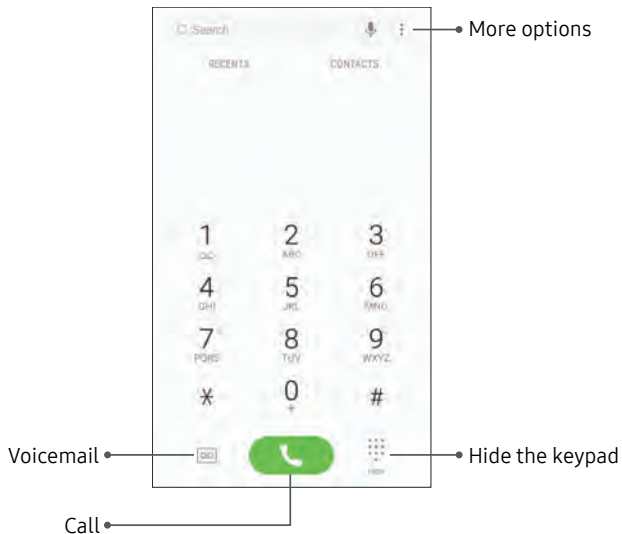 Search
More options
RECENTS CONTACTS
1 2 3
ABC DEF
4 5 6
GHI JKL MNO
7 8 9
PQRS TUV WXYZ
* 0 #
+
Voicemail
Hide the keypad
HIDE
Call